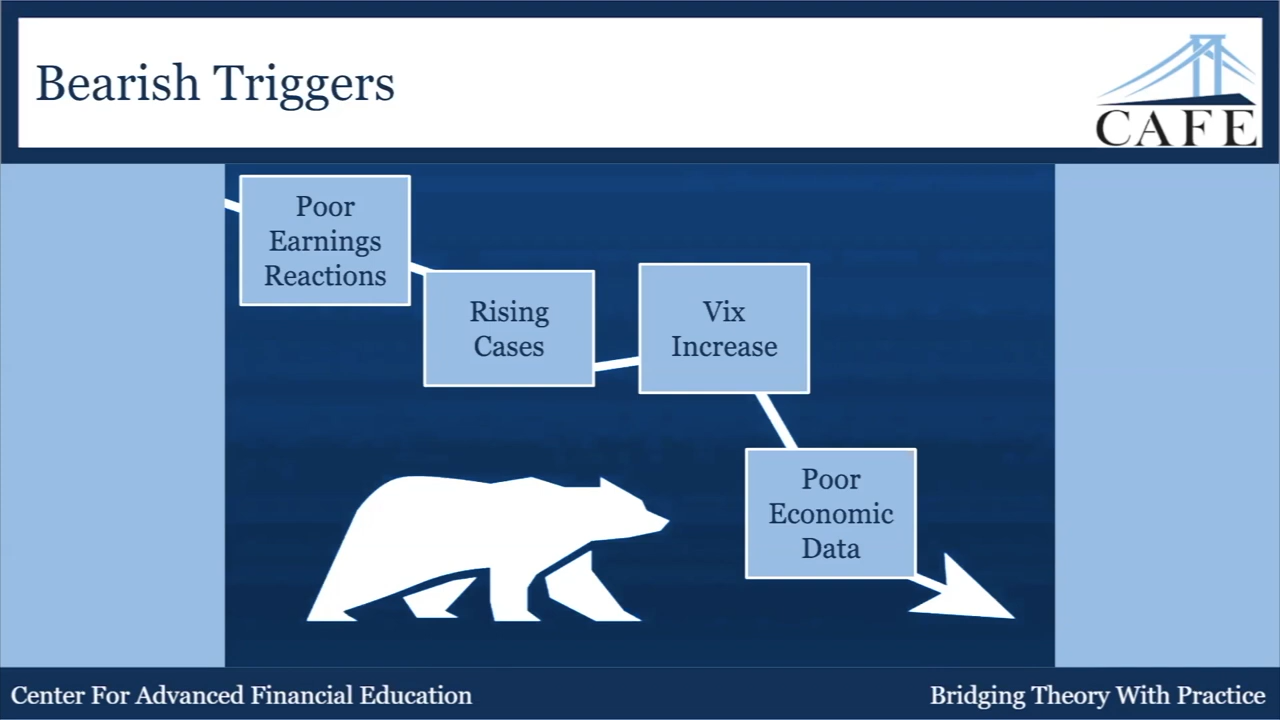 Bearish Triggers
CAFE
Poor
Earnings
Reactions
Rising
Cases
Vix
Increase
Poor
Economic
Data
Center For Advanced Financial Education
Bridging Theory With Practice